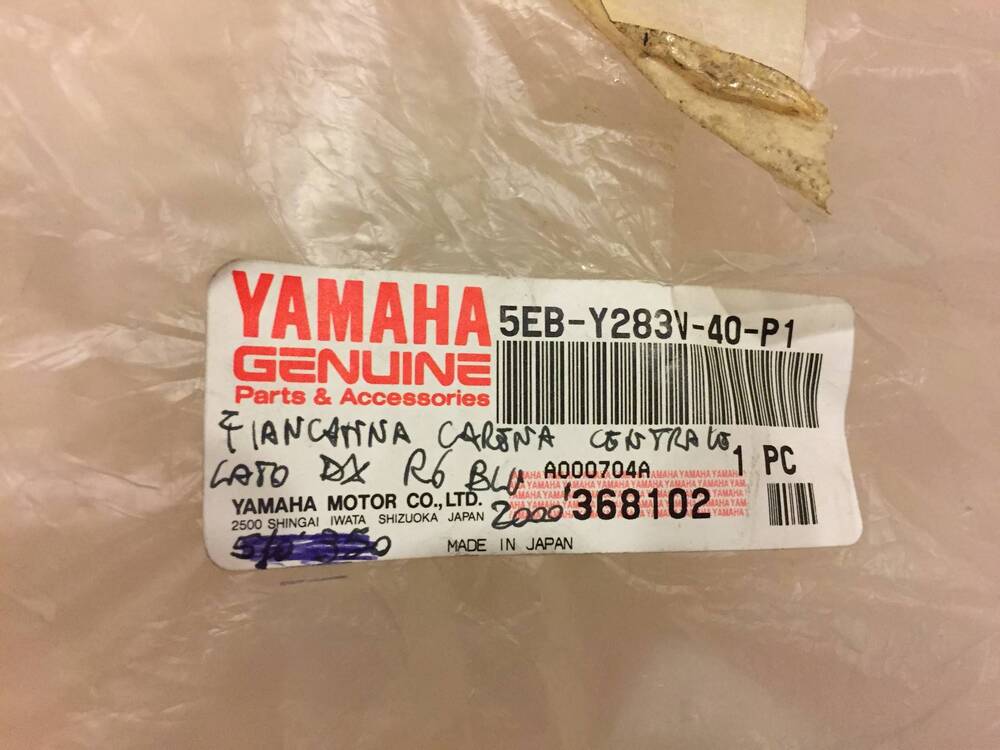 YAMAHA
GENUINE
Parts & Accessories
5EB-Y283V-40-P1
FIANCATINA CARENA CENTRALE
1 PC
LATO DX R6 BLU
A000704A
YAMAHA MOTOR CO., LTD.
2000
368102
2500 SHINGAI IWATA SHIZUOKA JAPAN
MADE IN JAPAN